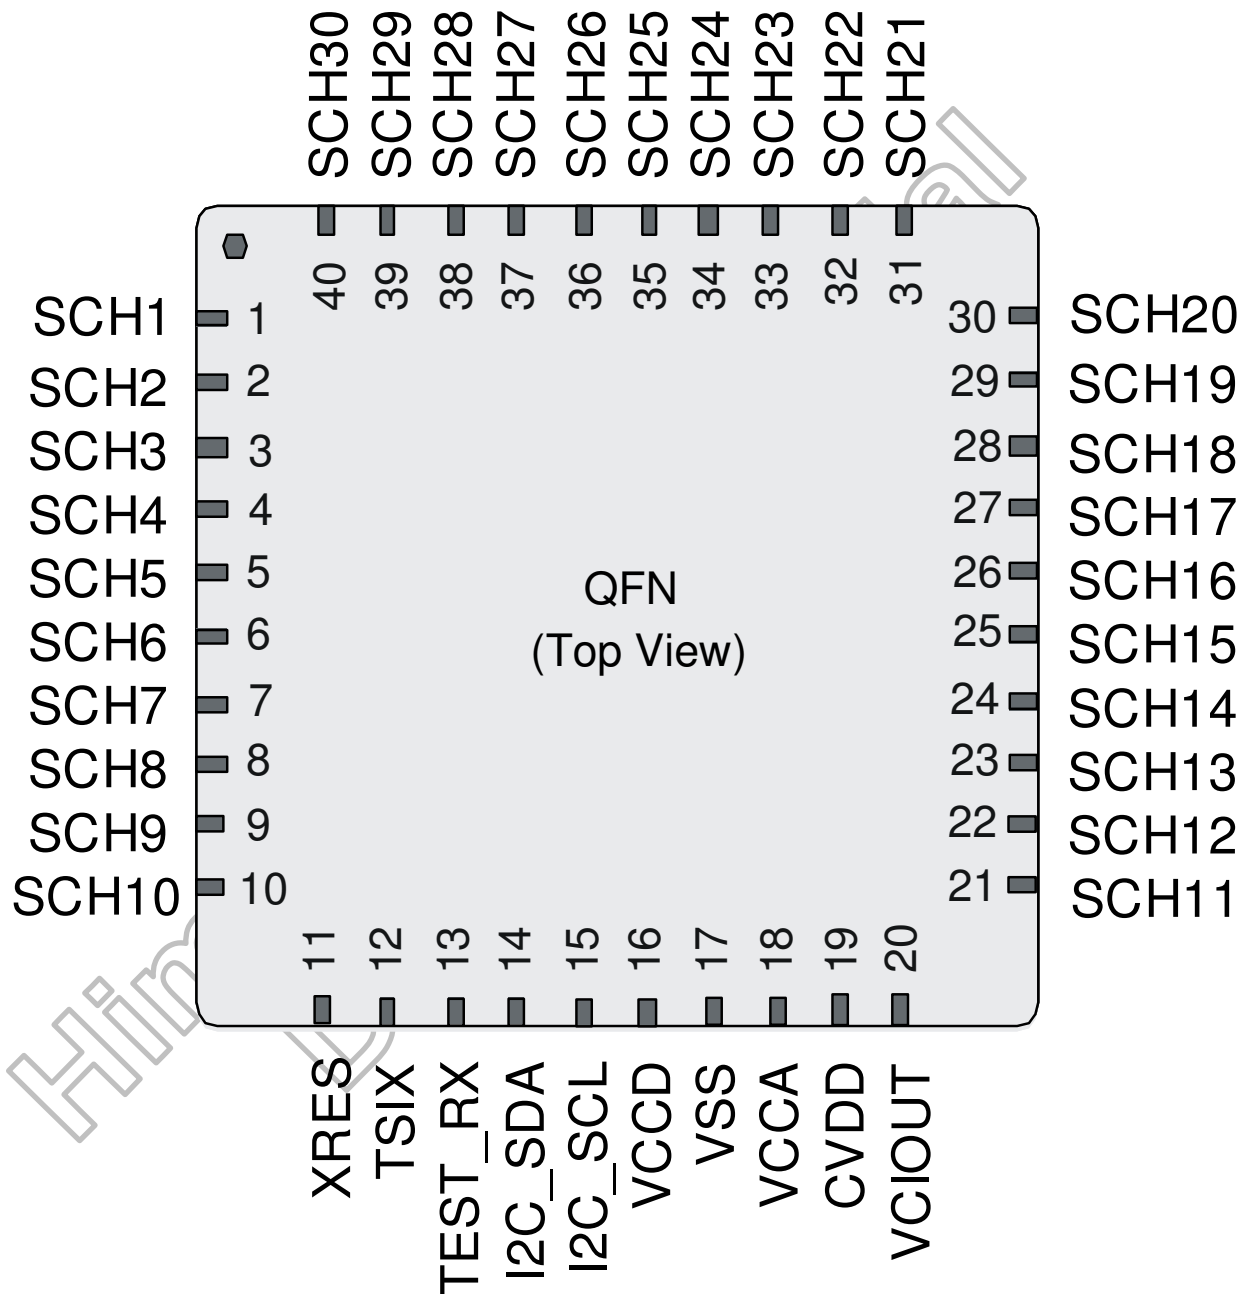 SCH30 SCH29 SCH28 SCH27 SCH26 SCH25 SCH24 SCH23 SCH22 SCH21
40 39 38 37 36 35 34 33 32 31
SCH1 1 30 SCH20
SCH2 2 29 SCH19
SCH3 3 28 SCH18
SCH4 4 27 SCH17
SCH5 5 26 SCH16
SCH6 6 25 SCH15
SCH7 7 24 SCH14
SCH8 8 23 SCH13
SCH9 9 22 SCH12
SCH10 10 21 SCH11
QFN
(Top View)
11 12 13 14 15 16 17 18 19 20
XRES TSIX TEST_RX I2C_SDA I2C_SCL VCCD VSS VCCA CVDD VCIOUT